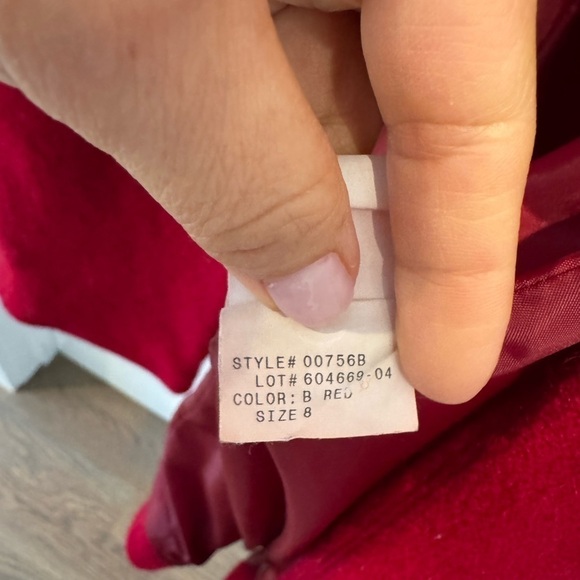 STYLE# 00756B
LOT# 604669-04
COLOR: B RED
SIZE 8